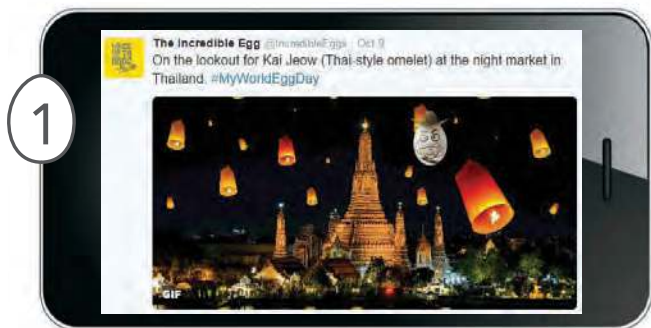 1
The Incredible Egg @IncredibleEggs · Oct 9
On the lookout for Kai Jeow (Thai-style omelet) at the night market in
Thailand. #MyWorldEggDay
GIF